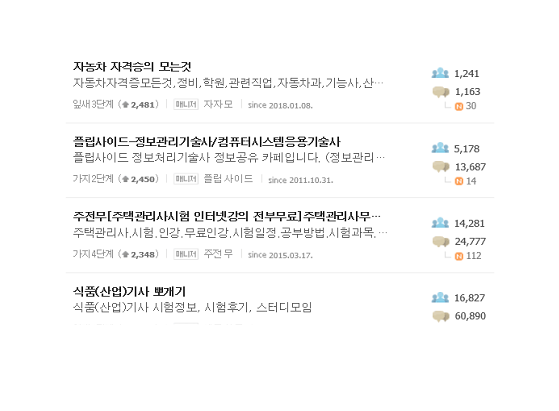 자동차 자격증의 모든것
자동차자격증모든것,정비,학원,관련직업,자동차과,기능사,산…
잎새3단계 (2,481) 매니저 자자모 since 2018.01.08.
1,241
1,163
N 30
플립사이드-정보관리기술사/컴퓨터시스템응용기술사
플립사이드 정보처리기술사 정보공유 카페입니다. (정보관리…
가지2단계 (2,450) 매니저 플립.사이드 since 2011.10.31.
5,178
13,687
N 14
주전무[주택관리사시험 인터넷강의 전부무료]주택관리사무…
주택관리사,시험,인강,무료인강,시험일정,공부방법,시험과목,…
가지4단계 (2,348) 매니저 주전무 since 2015.03.17.
14,281
24,777
N 112
식품(산업)기사 뽀개기
식품(산업)기사 시험정보, 시험후기, 스터디모임
16,827
60,890